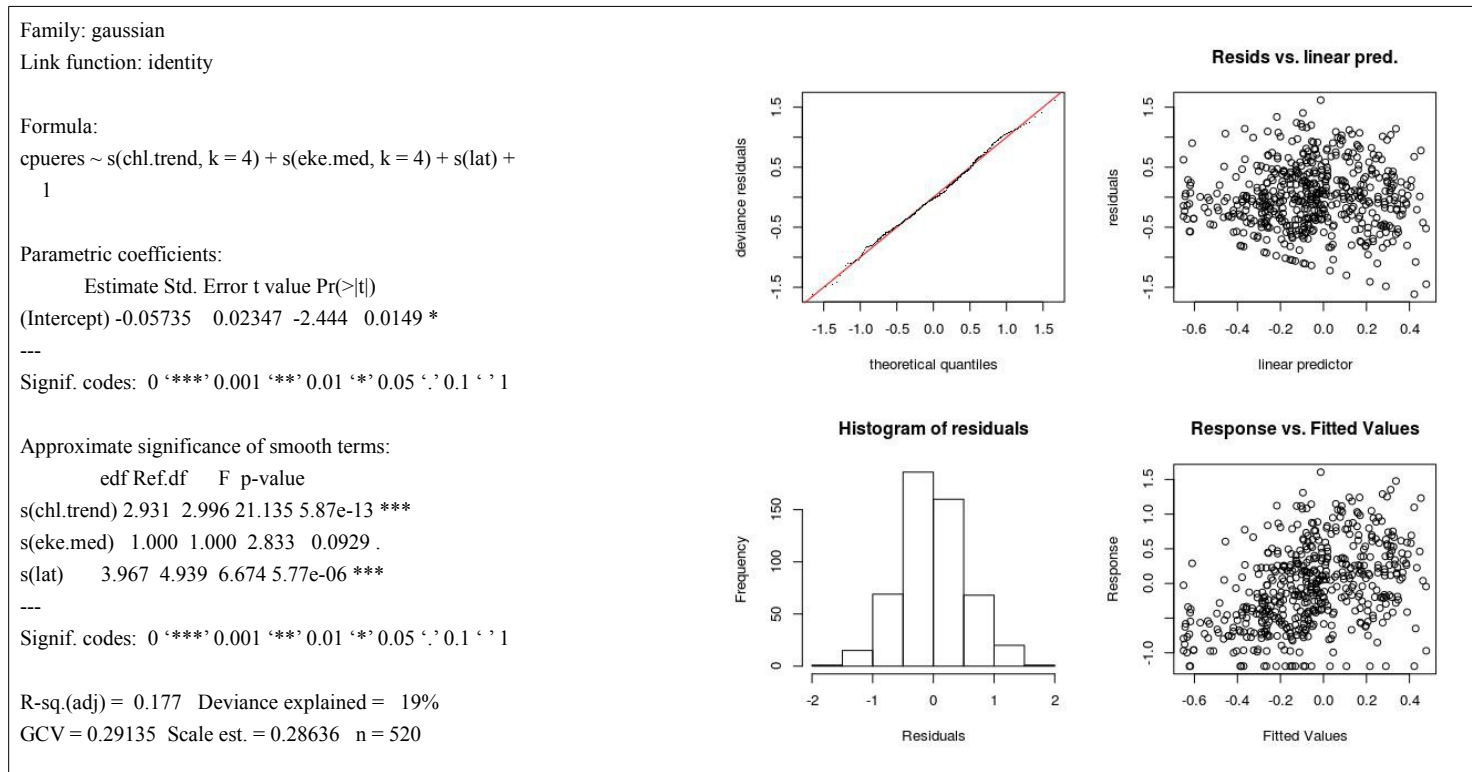 Family: gaussian
Link function: identity
Formula:
cpueres ~ s(chl.trend, k = 4) + s(eke.med, k = 4) + s(lat) +
1
Parametric coefficients:
Estimate Std. Error t value Pr(>|t|)
(Intercept) -0.05735 0.02347 -2.444 0.0149 *
---
Signif. codes: 0 ‘***’ 0.001 ‘**’ 0.01 ‘*’ 0.05 ‘.’ 0.1 ‘ ’ 1
Approximate significance of smooth terms:
edf Ref.df F p-value
s(chl.trend) 2.931 2.996 21.135 5.87e-13 ***
s(eke.med) 1.000 1.000 2.833 0.0929 .
s(lat) 3.967 4.939 6.674 5.77e-06 ***
---
Signif. codes: 0 ‘***’ 0.001 ‘**’ 0.01 ‘*’ 0.05 ‘.’ 0.1 ‘ ’ 1
R-sq.(adj) = 0.177 Deviance explained = 19%
GCV = 0.29135 Scale est. = 0.28636 n = 520
deviance residuals
1.5
0.5
-0.5
-1.5
-1.5 -1.0 -0.5 0.0 0.5 1.0 1.5
theoretical quantiles
Resids vs. linear pred.
residuals
1.5
0.5
-0.5
-1.5
-0.6 -0.4 -0.2 0.0 0.2 0.4
linear predictor
Histogram of residuals
Frequency
150
100
50
0
-2 -1 0 1 2
Residuals
Response vs. Fitted Values
Response
1.5
1.0
0.5
0.0
-1.0
-0.6 -0.4 -0.2 0.0 0.2 0.4
Fitted Values